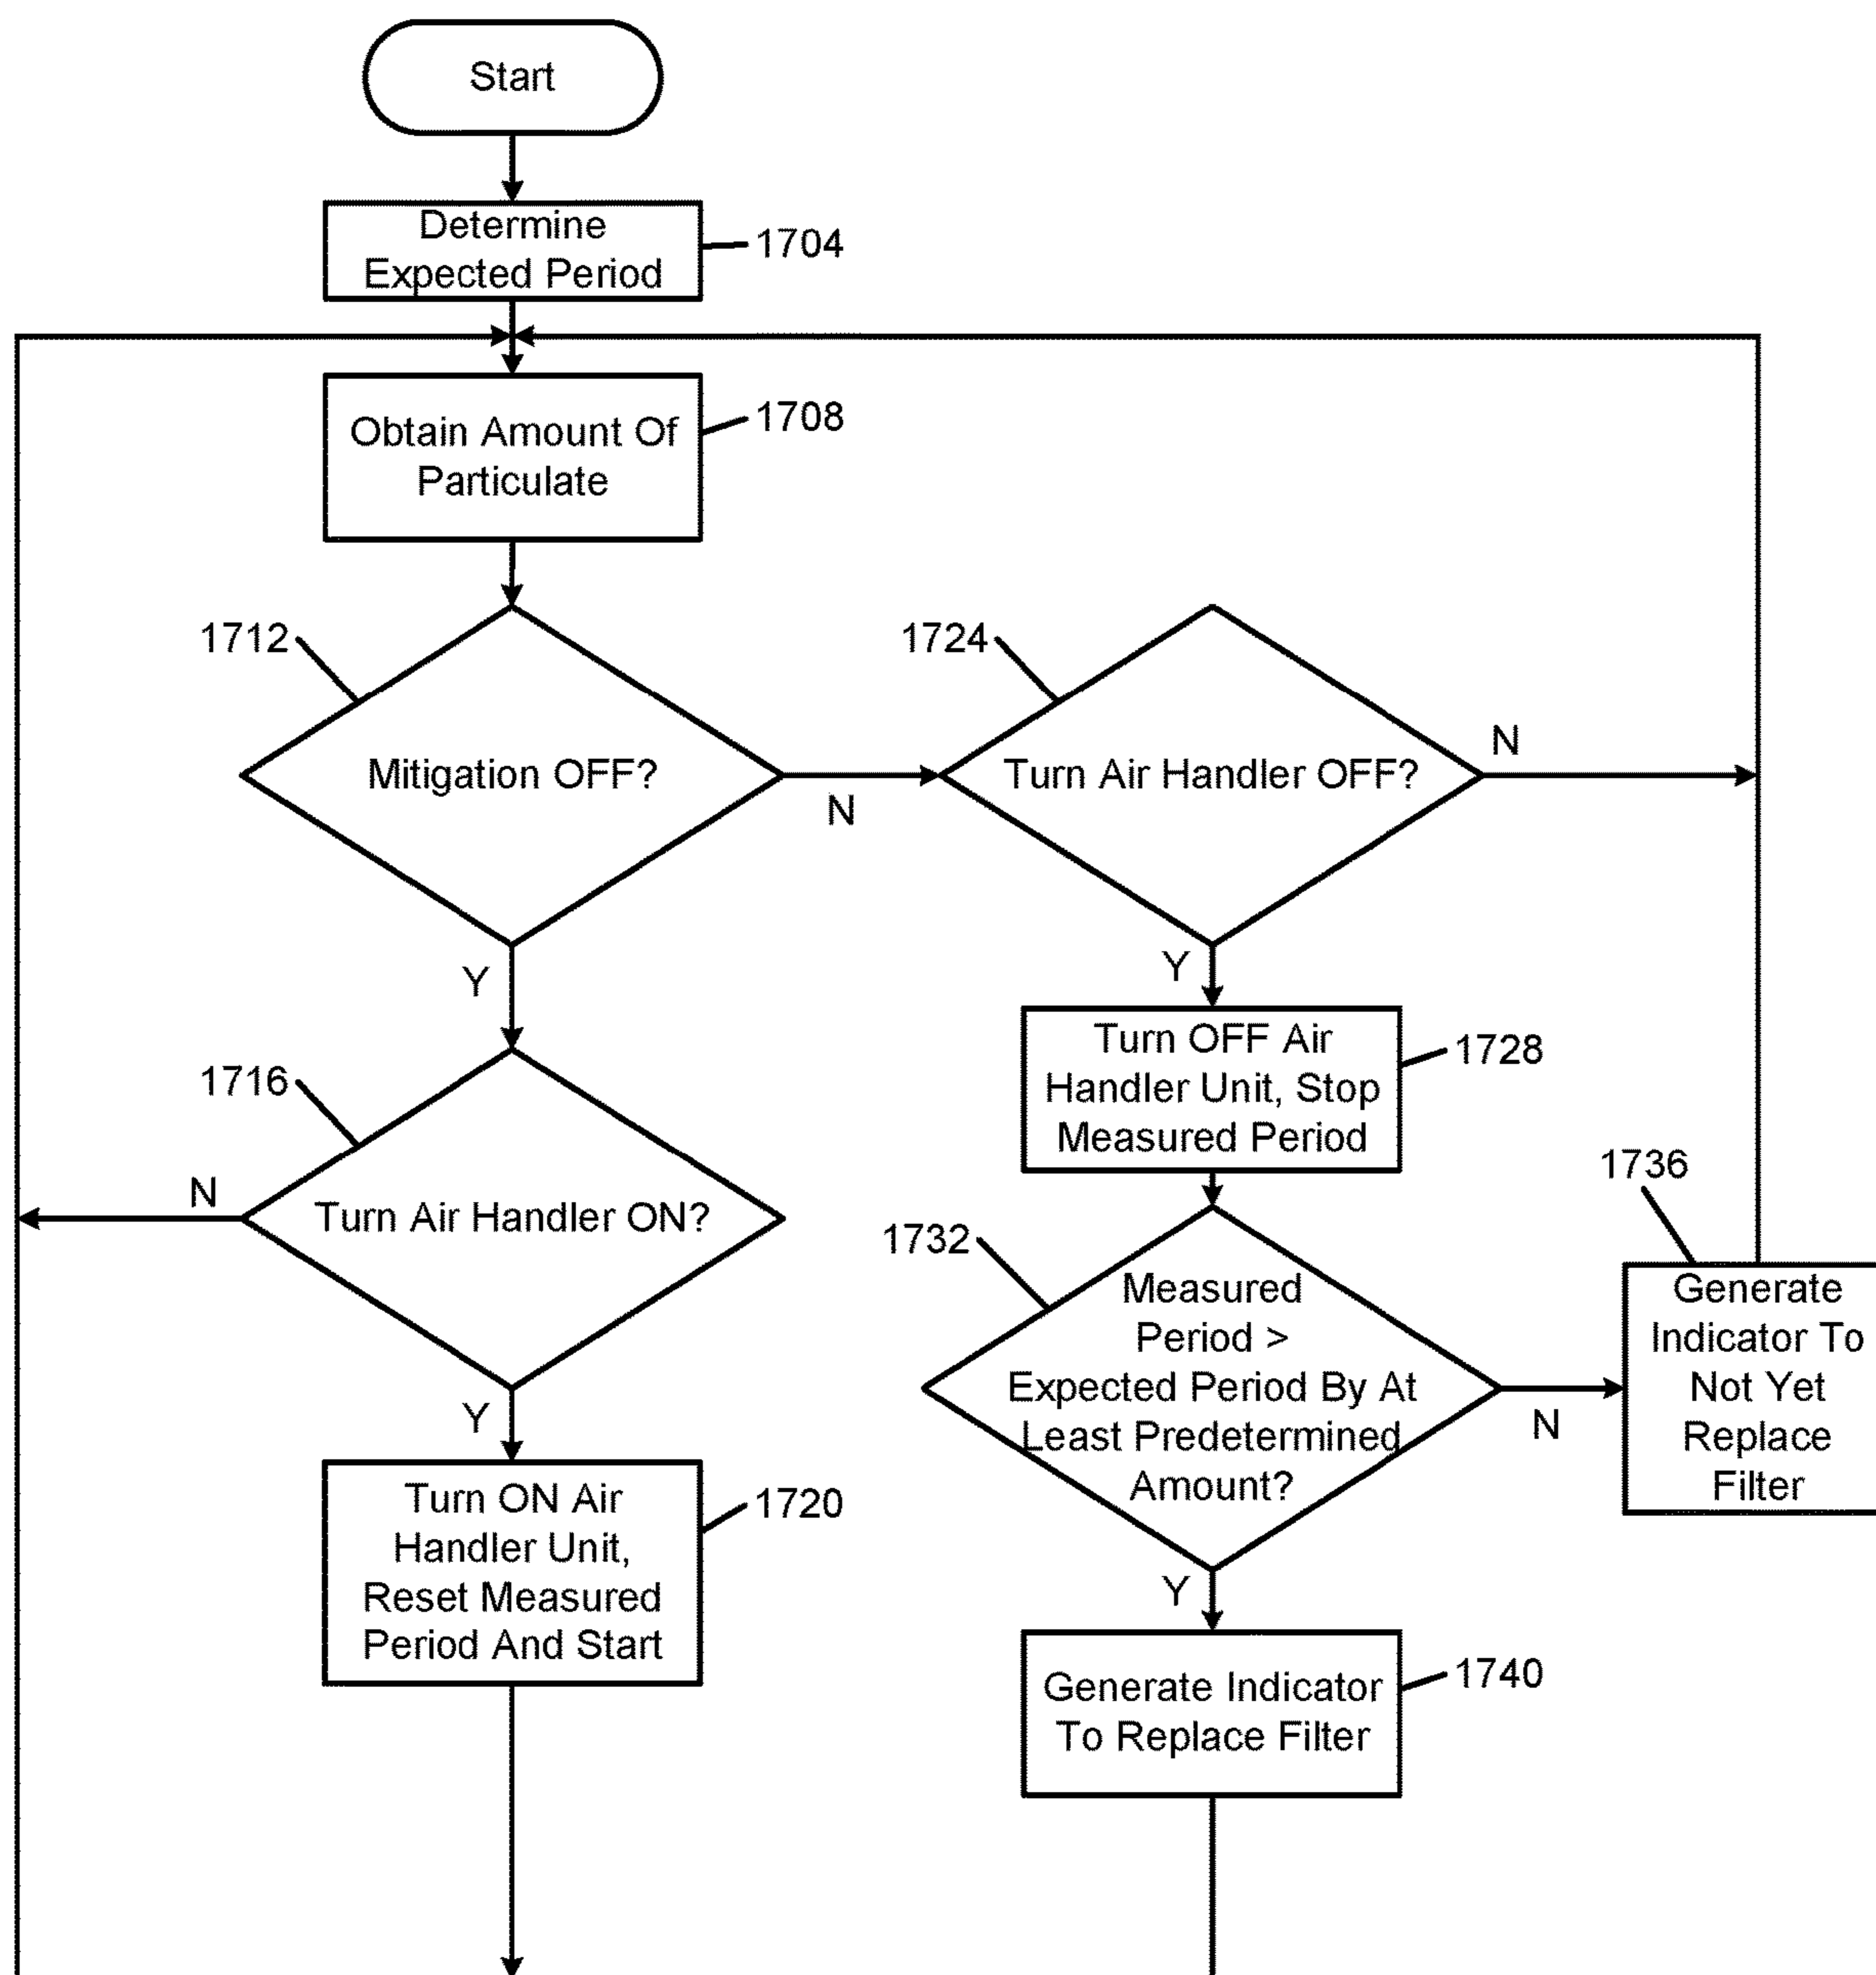 Start
Determine
Expected Period
1704
Obtain Amount Of
Particulate
1708
1712
Mitigation OFF?
N
Y
1724
Turn Air Handler OFF?
N
Y
1716
Turn Air Handler ON?
N
Y
1728
Turn OFF Air
Handler Unit, Stop
Measured Period
1732
Measured
Period >
Expected Period By At
Least Predetermined
Amount?
N
Y
1736
Generate
Indicator To
Not Yet
Replace
Filter
Turn ON Air
Handler Unit,
Reset Measured
Period And Start
1720
Generate Indicator
To Replace Filter
1740